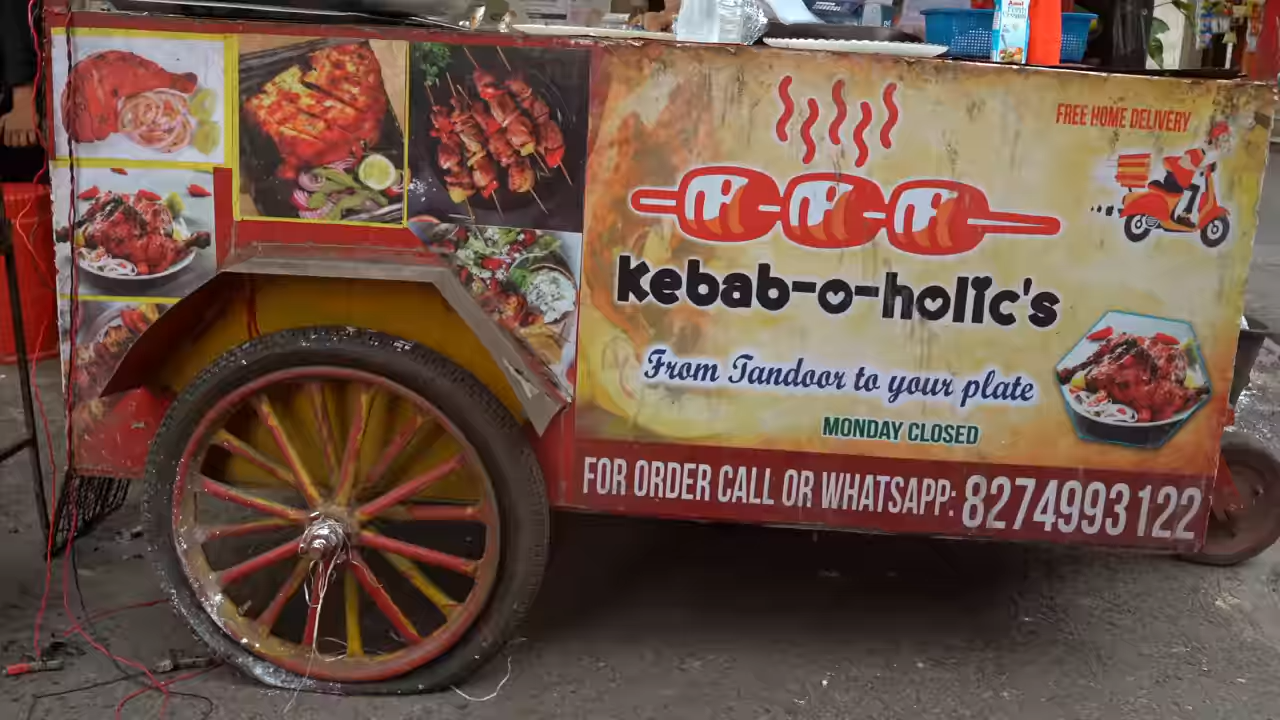 FREE HOME DELIVERY
kebab-o-holic's
From Tandoor to your plate
MONDAY CLOSED
FOR ORDER CALL OR WHATSAPP: 8274993122